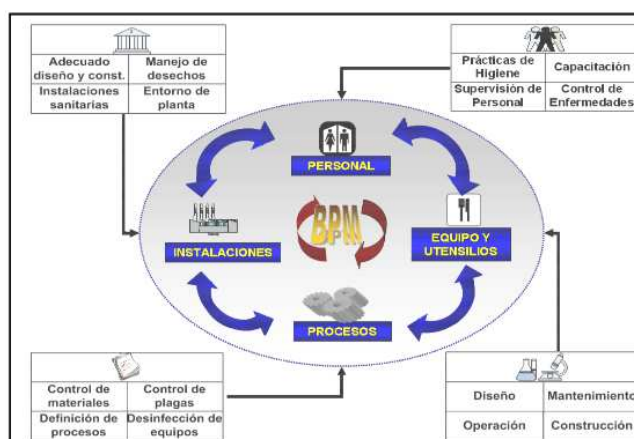 Adecuado
diseño y const.
Manejo de
desechos
Instalaciones
sanitarias
Entorno de
planta
Prácticas de
Higiene
Capacitación
Supervisión de
Personal
Control de
Enfermedades
PERSONAL
INSTALACIONES
BPM
EQUIPO Y
UTENSILIOS
PROCESOS
Control de
materiales
Control de
plagas
Definición de
procesos
Desinfección de
equipos
Diseño
Mantenimiento
Operación
Construcción